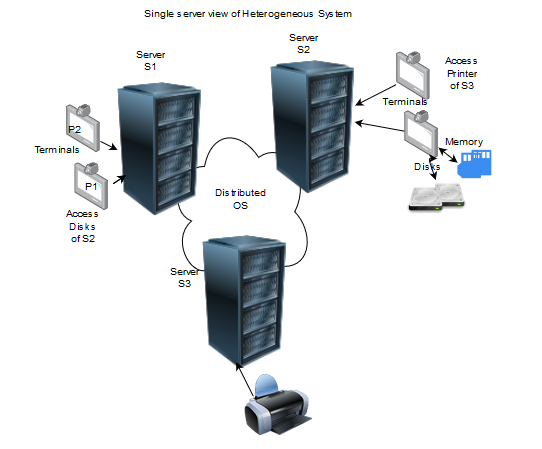 Single server view of Heterogeneous System
Server
S1
Server
S2
Access
Printer
of S3
Terminals
P2
Terminals
Memory
Disks
P1
Distributed
OS
Access
Disks
of S2
Server
S3